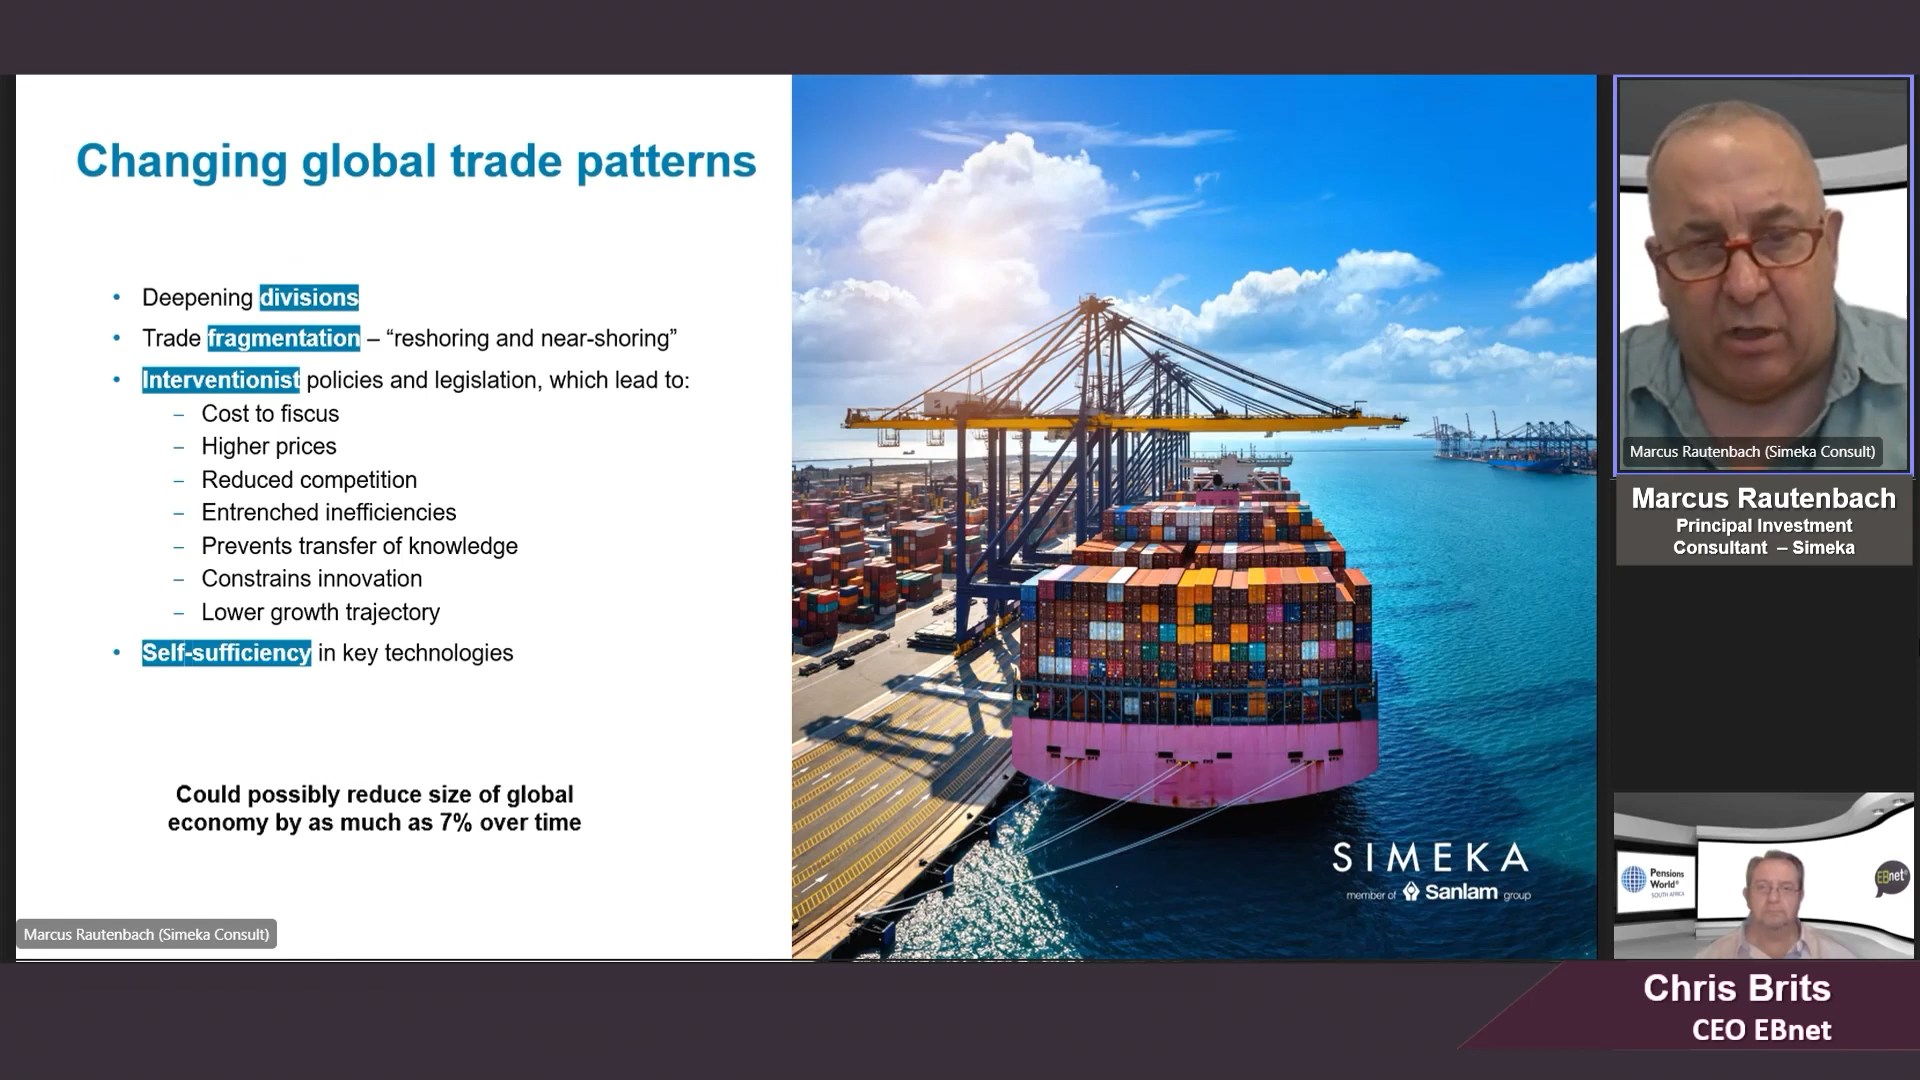 Changing global trade patterns
• Deepening divisions
• Trade fragmentation – “reshoring and near-shoring”
• Interventionist policies and legislation, which lead to:
– Cost to fiscus
– Higher prices
– Reduced competition
– Entrenched inefficiencies
– Prevents transfer of knowledge
– Constrains innovation
– Lower growth trajectory
• Self-sufficiency in key technologies
Could possibly reduce size of global
economy by as much as 7% over time
Marcus Rautenbach (Simeka Consult)
SIMEKA
member of Sanlam group
Marcus Rautenbach (Simeka Consult)
Marcus Rautenbach
Principal Investment
Consultant – Simeka
Pensions
World®
SOUTH AFRICA
EBnet®
Chris Brits
CEO EBnet